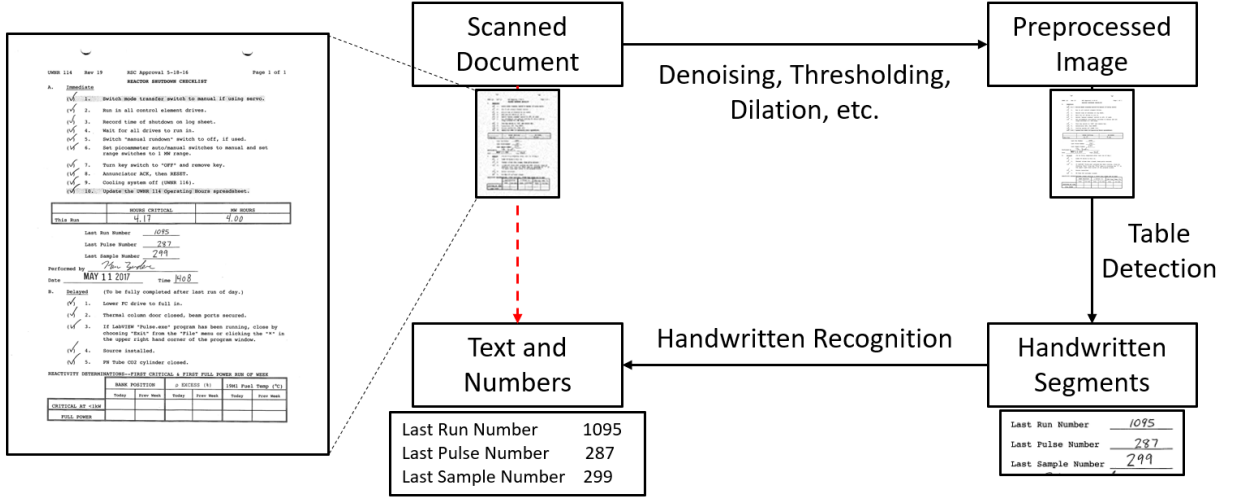 UWNR 114 Rev 19 RSC Approval 5-18-16 Page 1 of 1
REACTOR SHUTDOWN CHECKLIST
A. Immediate
(✓) 1. Switch mode transfer switch to manual if using servo.
(✓) 2. Run in all control element drives.
(✓) 3. Record time of shutdown on log sheet.
(✓) 4. Wait for all drives to run in.
(✓) 5. Switch "manual rundown" switch to off, if used.
(✓) 6. Set picoammeter auto/manual switches to manual and set
range switches to 1 MW range.
(✓) 7. Turn key switch to "OFF" and remove key.
(✓) 8. Annunciator ACK, then RESET.
(✓) 9. Cooling system off (UWNR 116).
(✓) 10. Update the UWNR 114 Operating Hours spreadsheet.
HOURS CRITICAL MW HOURS
This Run 4.17 4.00
Last Run Number 1095
Last Pulse Number 287
Last Sample Number 299
Performed by
Date MAY 11 2017 Time 1408
B. Delayed (To be fully completed after last run of day.)
(✓) 1. Lower FC drive to full in.
(✓) 2. Thermal column door closed, beam ports secured.
(✓) 3. If LabVIEW "Pulse.exe" program has been running, close by
choosing "Exit" from the "File" menu or clicking the "*" in
the upper right hand corner of the program window.
(✓) 4. Source installed.
(✓) 5. PN Tube CO2 cylinder closed.
REACTIVITY DETERMINATIONS--FIRST CRITICAL & FIRST FULL POWER RUN OF WEEK
BANK POSITION ρ EXCESS (%) IFE1 Fuel Temp (°C)
Today Prev Week Today Prev Week Today Prev Week
CRITICAL AT <1kW
FULL POWER
Scanned
Document
Denoising, Thresholding,
Dilation, etc.
Preprocessed
Image
Table
Detection
Handwritten
Segments
Last Run Number 1095
Last Pulse Number 287
Last Sample Number 299
Handwritten Recognition
Text and
Numbers
Last Run Number 1095
Last Pulse Number 287
Last Sample Number 299